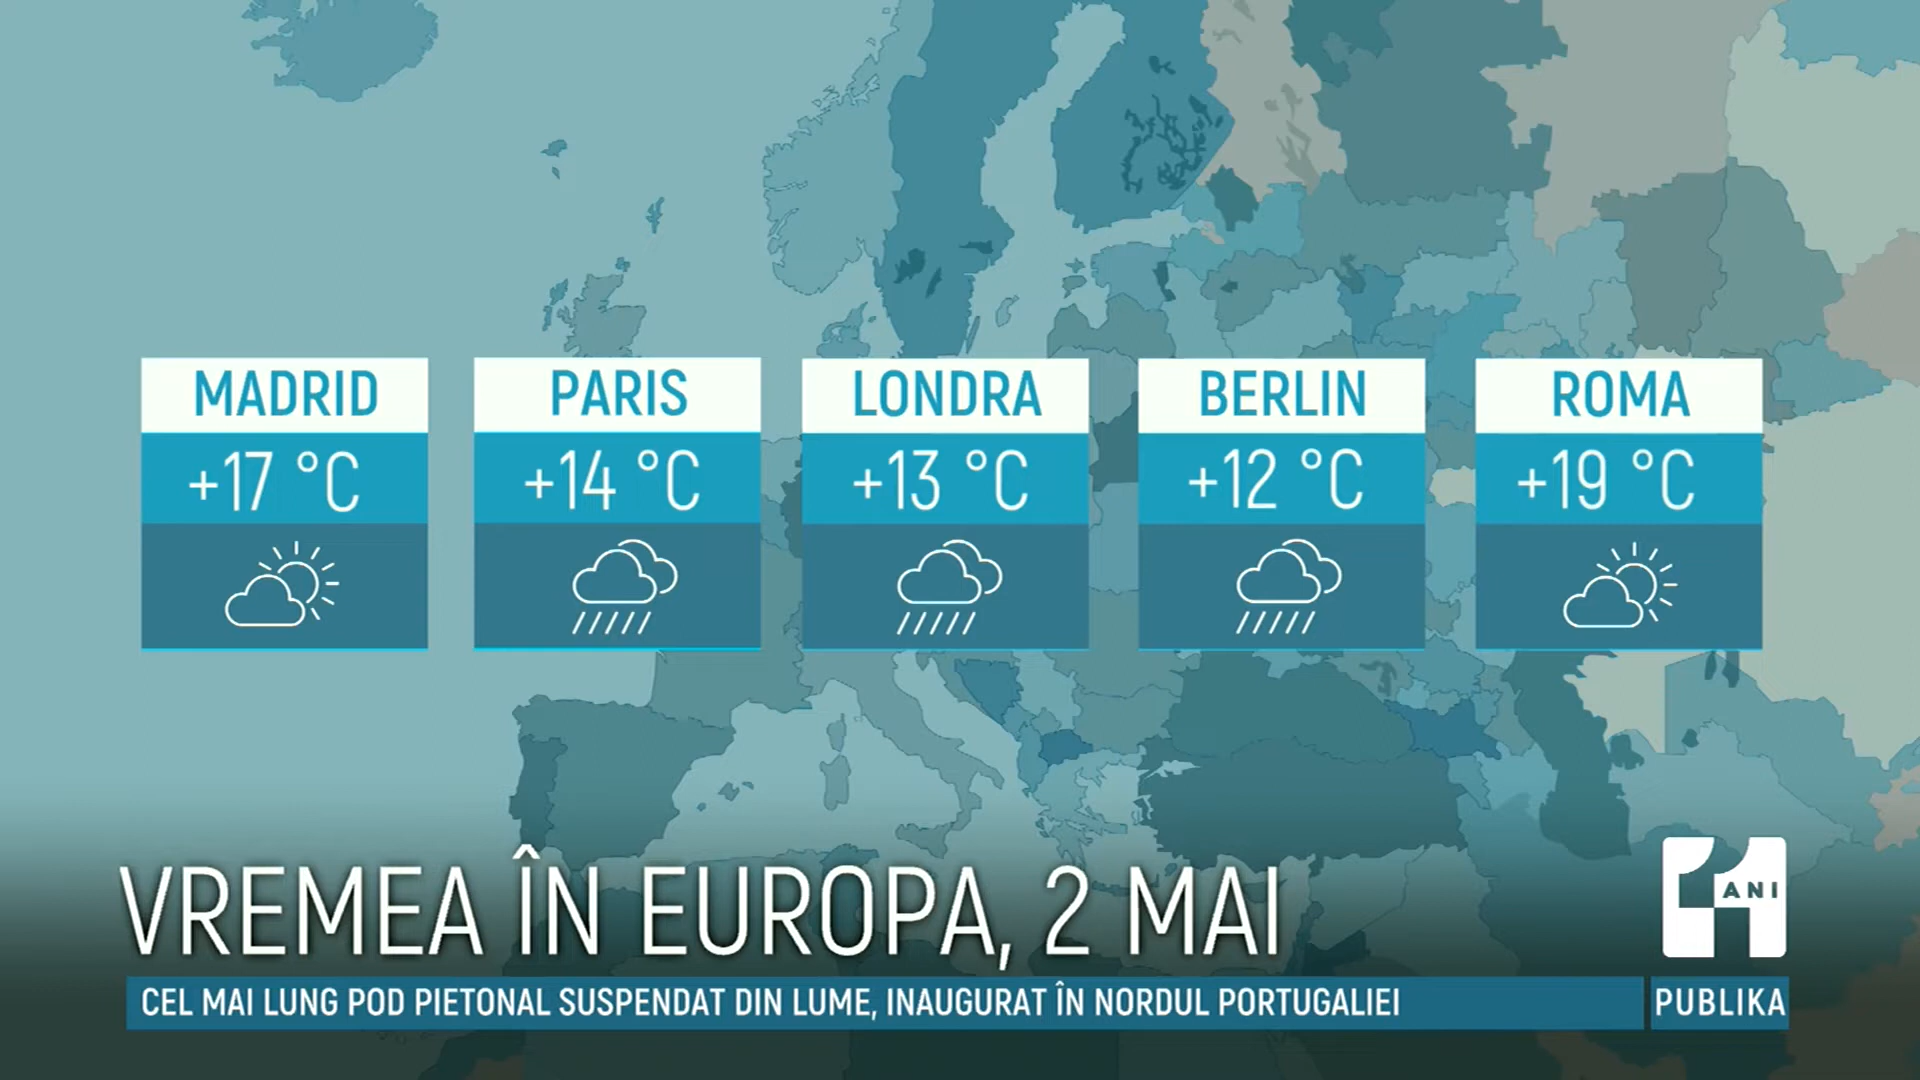 MADRID
+17 °C
PARIS
+14 °C
LONDRA
+13 °C
BERLIN
+12 °C
ROMA
+19 °C
VREMEA ÎN EUROPA, 2 MAI
11 ANI
CEL MAI LUNG POD PIETONAL SUSPENDAT DIN LUME, INAUGURAT ÎN NORDUL PORTUGALIEI
PUBLIKA